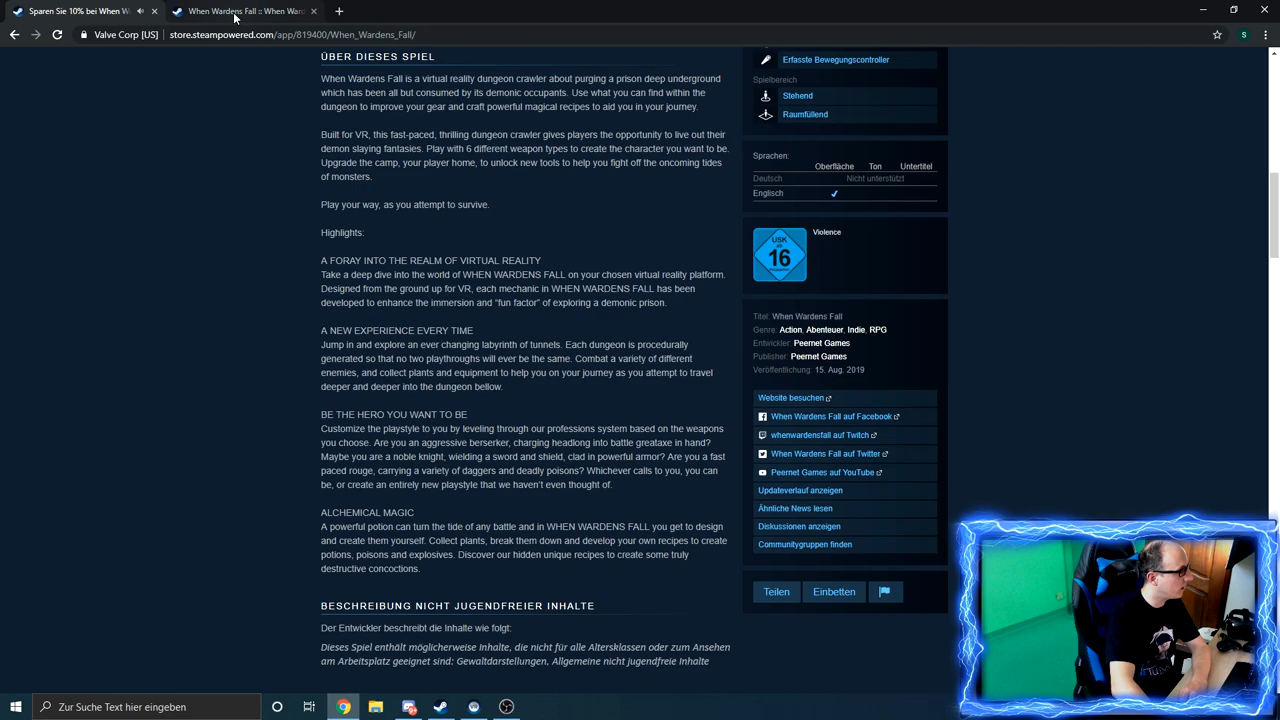 Sparen Sie 10% bei When W
When Wardens Fall :: When Ward
Valve Corp [US]
store.steampowered.com/app/819400/When_Wardens_Fall/
S
ÜBER DIESES SPIEL
When Wardens Fall is a virtual reality dungeon crawler about purging a prison deep underground
which has been all but consumed by its demonic occupants. Use what you can find within the
dungeon to improve your gear and craft powerful magical recipes to aid you in your journey.
Built for VR, this fast-paced, thrilling dungeon crawler gives players the opportunity to live out their
demon slaying fantasies. Play with 6 different weapon types to create the character you want to be.
Upgrade the camp, your player home, to unlock new tools to help you fight off the oncoming tides
of monsters.
Play your way, as you attempt to survive.
Highlights:
A FORAY INTO THE REALM OF VIRTUAL REALITY
Take a deep dive into the world of WHEN WARDENS FALL on your chosen virtual reality platform.
Designed from the ground up for VR, each mechanic in WHEN WARDENS FALL has been
developed to enhance the immersion and “fun factor” of exploring a demonic prison.
A NEW EXPERIENCE EVERY TIME
Jump in and explore an ever changing labyrinth of tunnels. Each dungeon is procedurally
generated so that no two playthroughs will ever be the same. Combat a variety of different
enemies, and collect plants and equipment to help you on your journey as you attempt to travel
deeper and deeper into the dungeon bellow.
BE THE HERO YOU WANT TO BE
Customize the playstyle to you by leveling through our professions system based on the weapons
you choose. Are you an aggressive berserker, charging headlong into battle greataxe in hand?
Maybe you are a noble knight, wielding a sword and shield, clad in powerful armor? Are you a fast
paced rouge, carrying a variety of daggers and deadly poisons? Whichever calls to you, you can
be, or create an entirely new playstyle that we haven’t even thought of.
ALCHEMICAL MAGIC
A powerful potion can turn the tide of any battle and in WHEN WARDENS FALL you get to design
and create them yourself. Collect plants, break them down and develop your own recipes to create
potions, poisons and explosives. Discover our hidden unique recipes to create some truly
destructive concoctions.
BESCHREIBUNG NICHT JUGENDFREIER INHALTE
Der Entwickler beschreibt die Inhalte wie folgt:
Dieses Spiel enthält möglicherweise Inhalte, die nicht für alle Altersklassen oder zum Ansehen
am Arbeitsplatz geeignet sind: Gewaltdarstellungen, Allgemeine nicht jugendfreie Inhalte
Erfasste Bewegungscontroller
Spielbereich
Stehend
Raumfüllend
Sprachen:
Oberfläche Ton Untertitel
Deutsch Nicht unterstützt
Englisch ✔
USK
ab
16
Violence
Titel: When Wardens Fall
Genre: Action, Abenteuer, Indie, RPG
Entwickler: Peernet Games
Publisher: Peernet Games
Veröffentlichung: 15. Aug. 2019
Website besuchen
When Wardens Fall auf Facebook
whenwardensfall auf Twitch
When Wardens Fall auf Twitter
Peernet Games auf YouTube
Updateverlauf anzeigen
Ähnliche News lesen
Diskussionen anzeigen
Communitygruppen finden
Teilen
Einbetten
Zur Suche Text hier eingeben